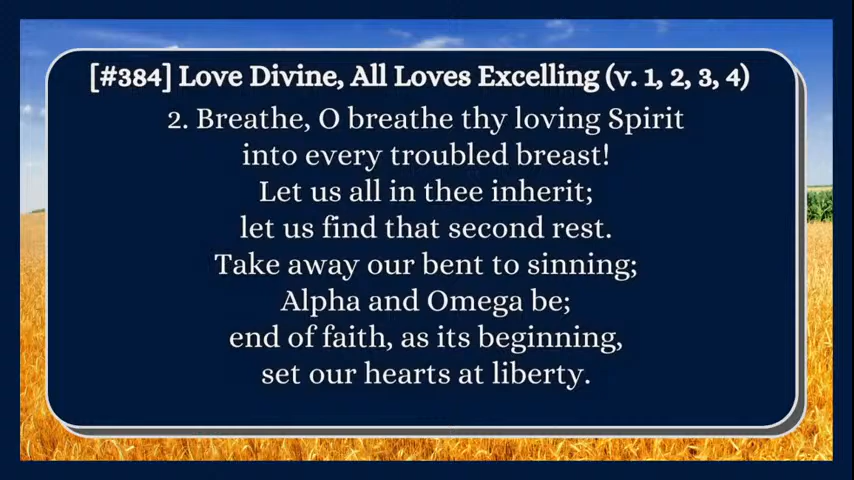 [#384] Love Divine, All Loves Excelling (v. 1, 2, 3, 4)
2. Breathe, O breathe thy loving Spirit
into every troubled breast!
Let us all in thee inherit;
let us find that second rest.
Take away our bent to sinning;
Alpha and Omega be;
end of faith, as its beginning,
set our hearts at liberty.